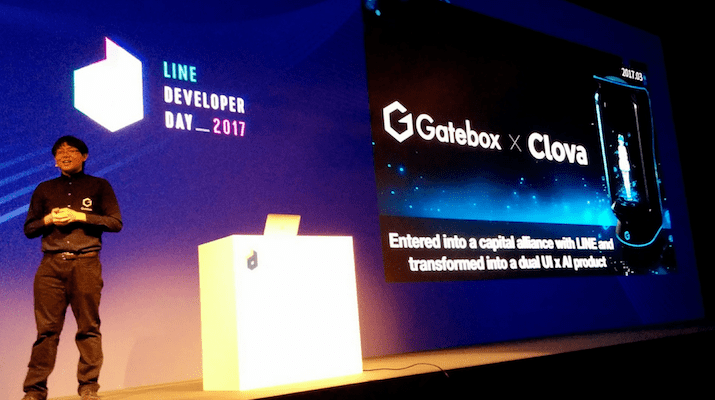 LINE
DEVELOPER
DAY_2017
2017.03
Gatebox × Clova
Entered into a capital alliance with LINE and
transformed into a dual UI x AI product